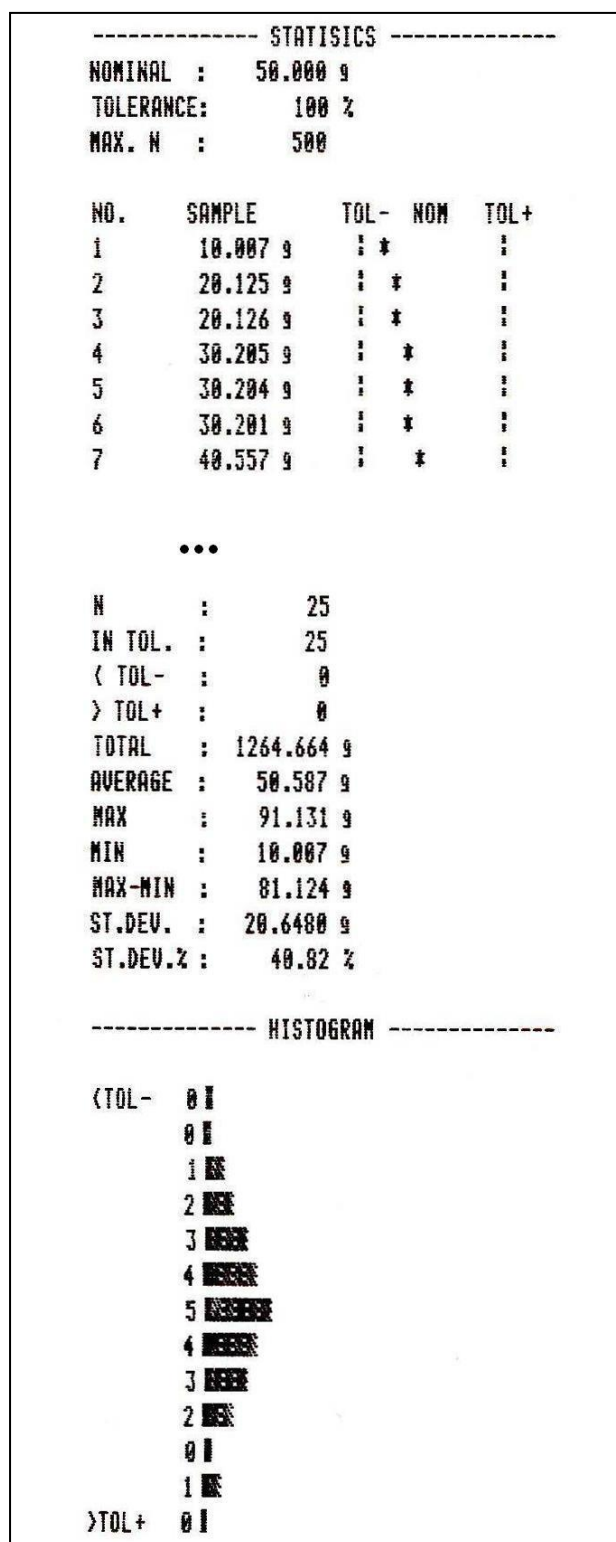 -------------- STATISICS --------------
NOMINAL : 50.000 g
TOLERANCE: 100 %
MAX. N : 500
NO. SAMPLE TOL- NOM TOL+
1 10.007 g ¦ * ¦
2 20.125 g ¦ * ¦
3 20.126 g ¦ * ¦
4 30.205 g ¦ * ¦
5 30.204 g ¦ * ¦
6 30.201 g ¦ * ¦
7 40.557 g ¦ * ¦
•••
N : 25
IN TOL. : 25
< TOL- : 0
> TOL+ : 0
TOTAL : 1264.664 g
AVERAGE : 50.587 g
MAX : 91.131 g
MIN : 10.007 g
MAX-MIN : 81.124 g
ST.DEV. : 20.6480 g
ST.DEV.% : 40.82 %
-------------- HISTOGRAM --------------
<TOL- 0
0
1
2
3
4
5
4
3
2
0
1
>TOL+ 0